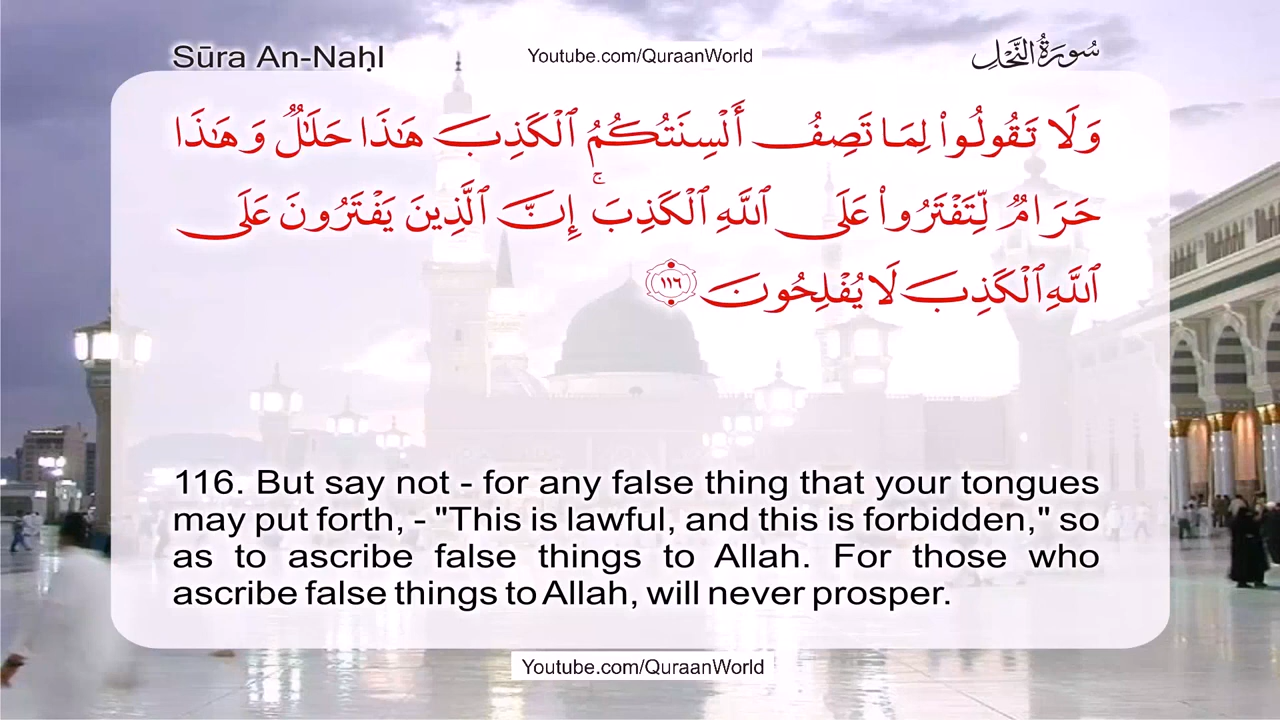 Sūra An-Naḥl
Youtube.com/QuraanWorld
سُورَةُ النَّحْلِ
وَلَا تَقُولُوا۟ لِمَا تَصِفُ أَلْسِنَتُكُمُ ٱلْكَذِبَ هَٰذَا حَلَٰلٌ وَهَٰذَا
حَرَامٌ لِّتَفْتَرُوا۟ عَلَى ٱللَّهِ ٱلْكَذِبَ ۚ إِنَّ ٱلَّذِينَ يَفْتَرُونَ عَلَى
ٱللَّهِ ٱلْكَذِبَ لَا يُفْلِحُونَ ١١٦
116. But say not - for any false thing that your tongues
may put forth, - "This is lawful, and this is forbidden," so
as to ascribe false things to Allah. For those who
ascribe false things to Allah, will never prosper.
Youtube.com/QuraanWorld